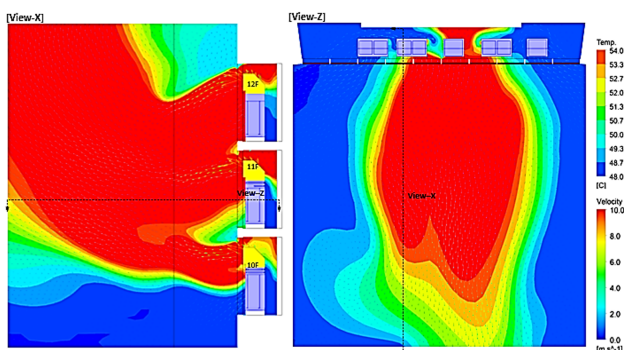 [View-X]
[View-Z]
12F
11F
View-Z
10F
View-X
Temp.
54.0
53.3
52.7
52.0
51.3
50.7
50.0
49.3
48.7
48.0
[C]
Velocity
10.0
8.0
6.0
4.0
2.0
0.0
[m s^-1]